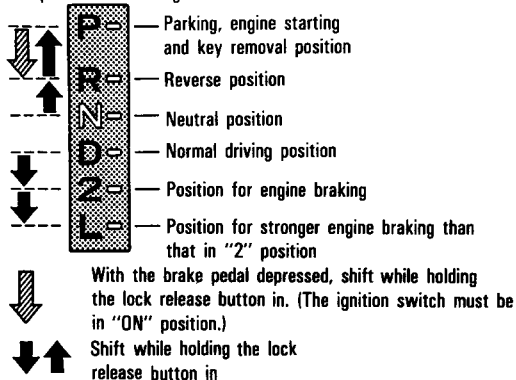 P
Parking, engine starting
and key removal position
R
Reverse position
N
Neutral position
D
Normal driving position
2
Position for engine braking
L
Position for stronger engine braking than
that in "2" position
With the brake pedal depressed, shift while holding
the lock release button in. (The ignition switch must be
in "ON" position.)
Shift while holding the lock
release button in